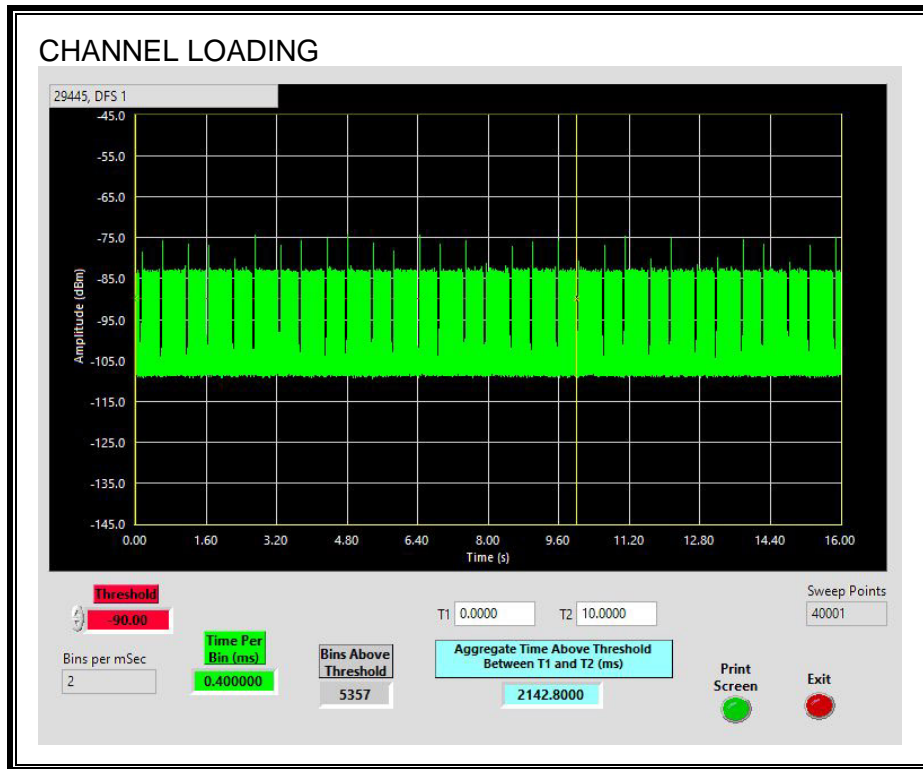 CHANNEL LOADING
29445, DFS 1
-45.0
-55.0
-65.0
-75.0
-85.0
-95.0
-105.0
-115.0
-125.0
-135.0
-145.0
Amplitude (dBm)
0.00 1.60 3.20 4.80 6.40 8.00 9.60 11.20 12.80 14.40 16.00
Time (s)
Threshold
-90.00
Bins per mSec
2
Time Per
Bin (ms)
0.400000
Bins Above
Threshold
5357
T1 0.0000 T2 10.0000
Aggregate Time Above Threshold
Between T1 and T2 (ms)
2142.8000
Sweep Points
40001
Print
Screen
Exit